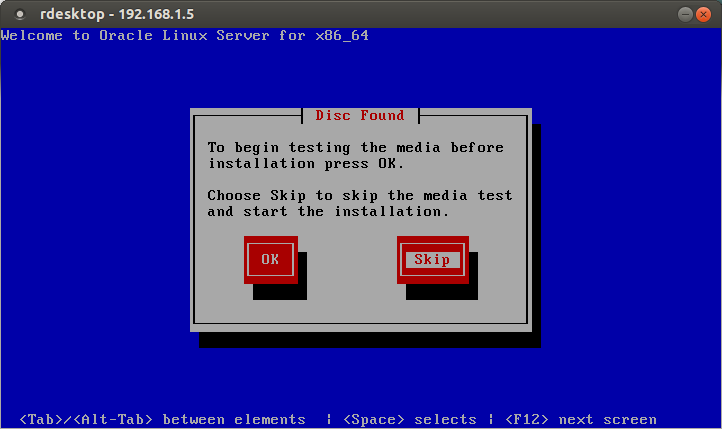 rdesktop - 192.168.1.5
Welcome to Oracle Linux Server for x86_64
Disc Found
To begin testing the media before
installation press OK.
Choose Skip to skip the media test
and start the installation.
OK Skip
<Tab>/<Alt-Tab> between elements | <Space> selects | <F12> next screen